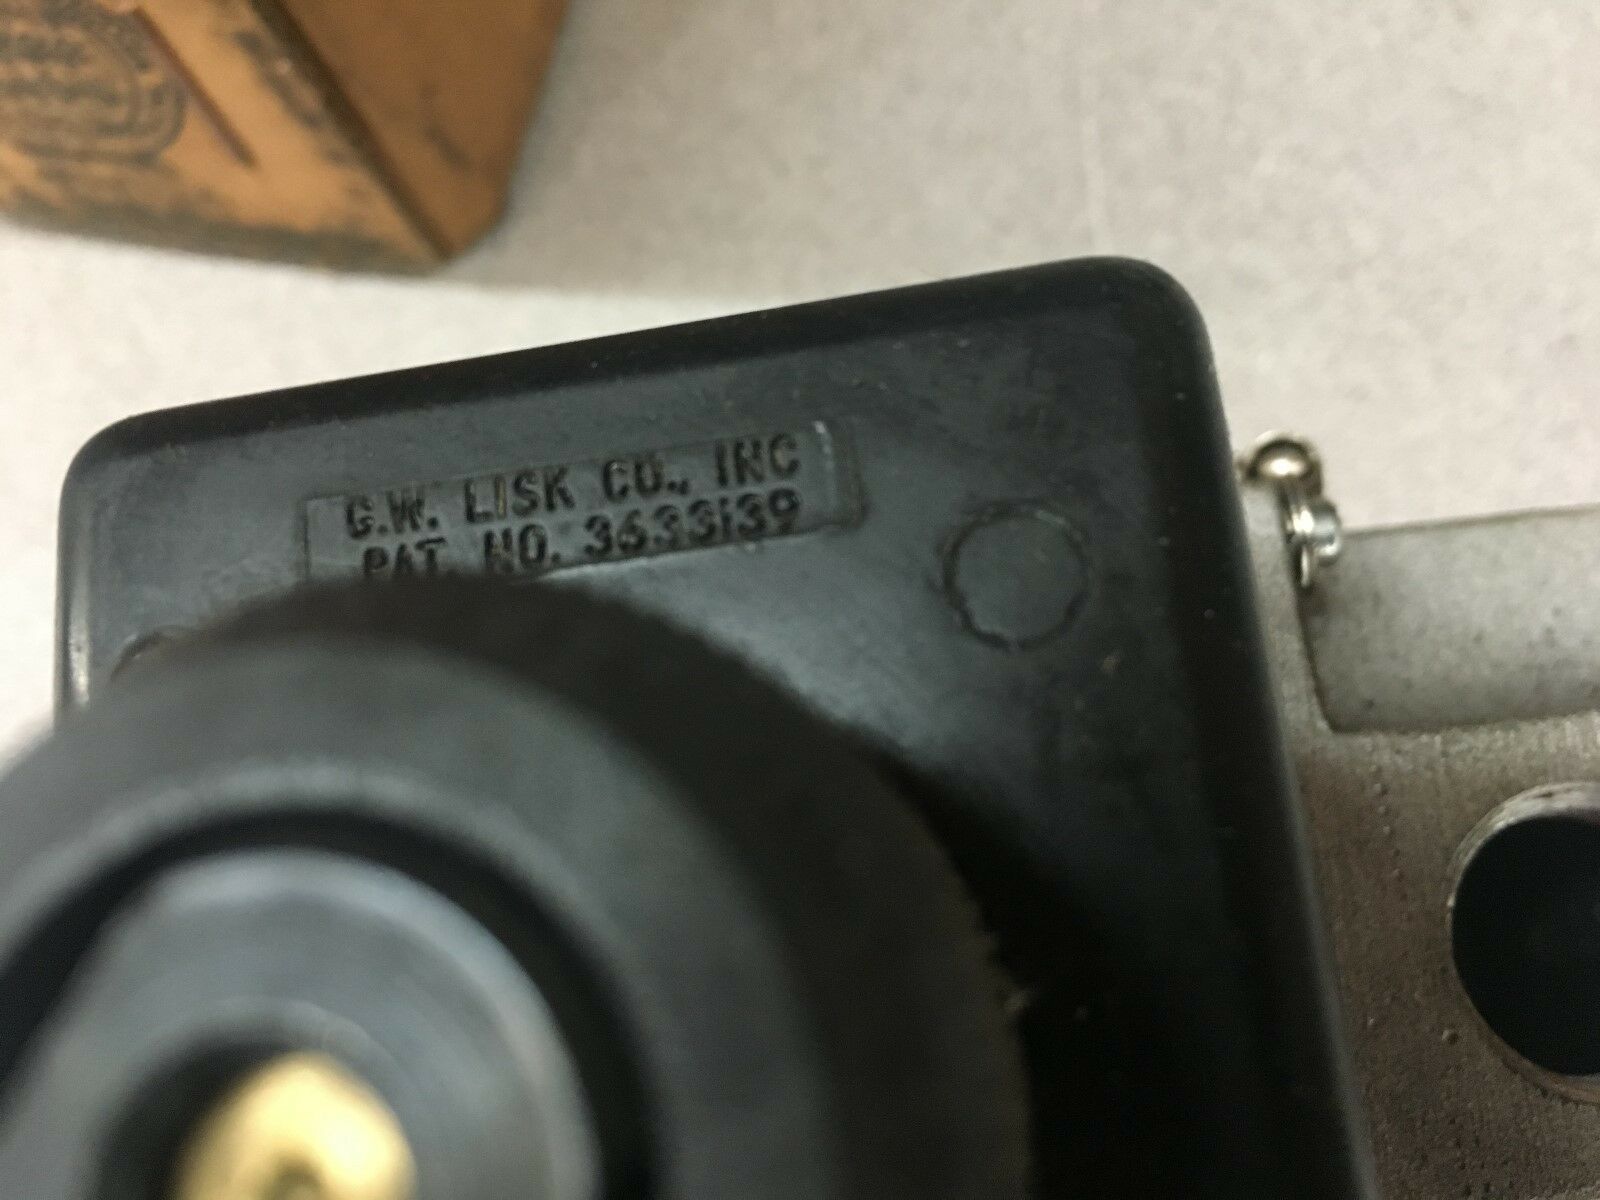 G.W. LISK CO., INC
PAT. NO. 3633139